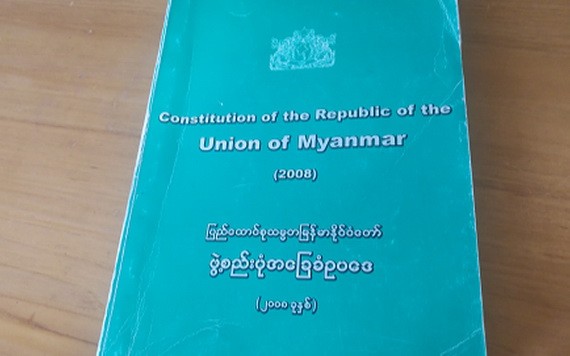 Constitution of the Republic of the
Union of Myanmar
(2008)
ပြည်ထောင်စုသမ္မတမြန်မာနိုင်ငံတော်
ဖွဲ့စည်းပုံအခြေခံဥပဒေ
(၂၀၀၈ ခုနှစ်)